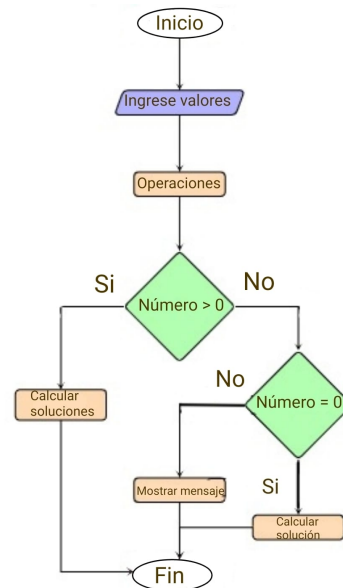 Inicio
Ingrese valores
Operaciones
Si
No
Número > 0
Calcular
soluciones
No
Número = 0
Mostrar mensaje
Si
Calcular
solución
Fin